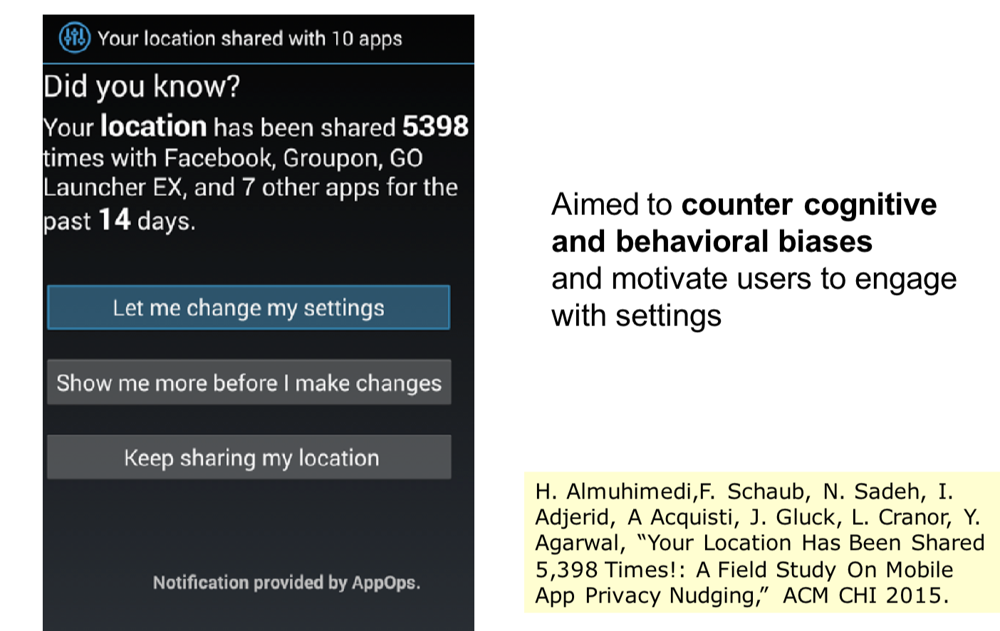 Your location shared with 10 apps
Did you know?
Your location has been shared 5398
times with Facebook, Groupon, GO
Launcher EX, and 7 other apps for the
past 14 days.
Let me change my settings
Show me more before I make changes
Keep sharing my location
Notification provided by AppOps.
Aimed to counter cognitive
and behavioral biases
and motivate users to engage
with settings
H. Almuhimedi,F. Schaub, N. Sadeh, I.
Adjerid, A Acquisti, J. Gluck, L. Cranor, Y.
Agarwal, “Your Location Has Been Shared
5,398 Times!: A Field Study On Mobile
App Privacy Nudging,” ACM CHI 2015.